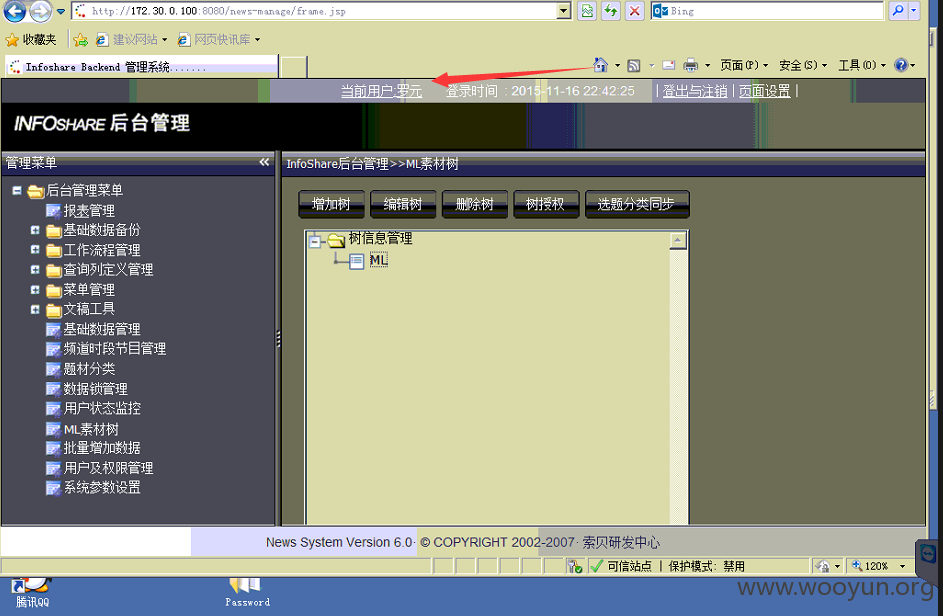 http://172.30.0.100:8080/news-manage/frame.jsp
Bing
收藏夹 建议网站 网页快讯库
Infoshare Backend 管理系统.......
页面(P) 安全(S) 工具(O)
当前用户:罗元 登录时间 : 2015-11-16 22:42:25 | 登出与注销 | 页面设置 |
INFOSHARE 后台管理
管理菜单 «
InfoShare后台管理>>ML素材树
后台管理菜单
报表管理
基础数据备份
工作流程管理
查询列定义管理
菜单管理
文稿工具
基础数据管理
频道时段节目管理
题材分类
数据锁管理
用户状态监控
ML素材树
批量增加数据
用户及权限管理
系统参数设置
增加树 编辑树 删除树 树授权 选题分类同步
树信息管理
ML
News System Version 6.0· © COPYRIGHT 2002-2007· 索贝研发中心
可信站点 | 保护模式: 禁用
120%
腾讯QQ
Password
www.wooyun.org